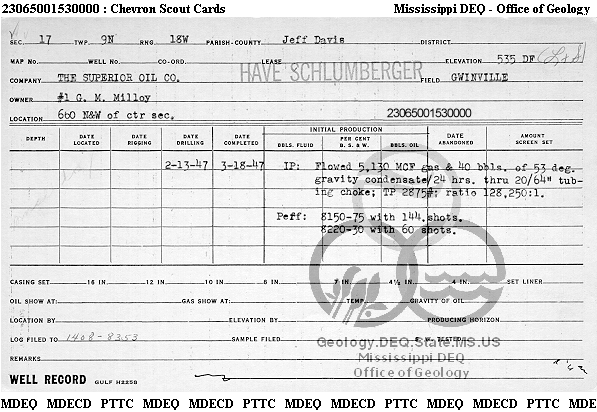 23065001530000 : Chevron Scout Cards Mississippi DEQ - Office of Geology
SEC. 17 TWP. 9N RNG. 18W PARISH-COUNTY Jeff Davis DISTRICT
MAP NO. WELL NO. CO-ORD. LEASE ELEVATION 535 DF
HAVE SCHLUMBERGER
COMPANY THE SUPERIOR OIL CO. FIELD GWINVILLE
OWNER #1 G. M. Milloy
LOCATION 660 N&W of ctr sec. 23065001530000
INITIAL PRODUCTION
DEPTH DATE LOCATED DATE RIGGING DATE DRILLING DATE COMPLETED BBLS. FLUID PER CENT B. S. & W. BBLS. OIL DATE ABANDONED AMOUNT SCREEN SET
2-13-47 3-18-47 IP: Flowed 5,130 MCF gas & 40 bbls. of 53 deg.
gravity condensate/24 hrs. thru 20/64" tub-
ing choke; TP 2875#; ratio 128,250:1.
Peff: 8150-75 with 144 shots.
8220-30 with 60 shots.
CASING SET 16 IN. 12 IN. 10 IN. 8 IN. 6 IN. 7 IN. 4½ IN. 4 IN. SET LINER
OIL SHOW AT: GAS SHOW AT: TEMP. GRAVITY OF OIL
LOCATION BY ELEVATION BY PRODUCING HORIZON
LOG FILED TO 1408-8353 SAMPLE FILED S. W. TESTED
Geology.DEQ.State.MS.US
Mississippi DEQ
Office of Geology
REMARKS
WELL RECORD GULF H2258
MDEQ MDECD PTTC MDEQ MDECD PTTC MDEQ MDECD PTTC MDEQ MDECD PTTC MDE